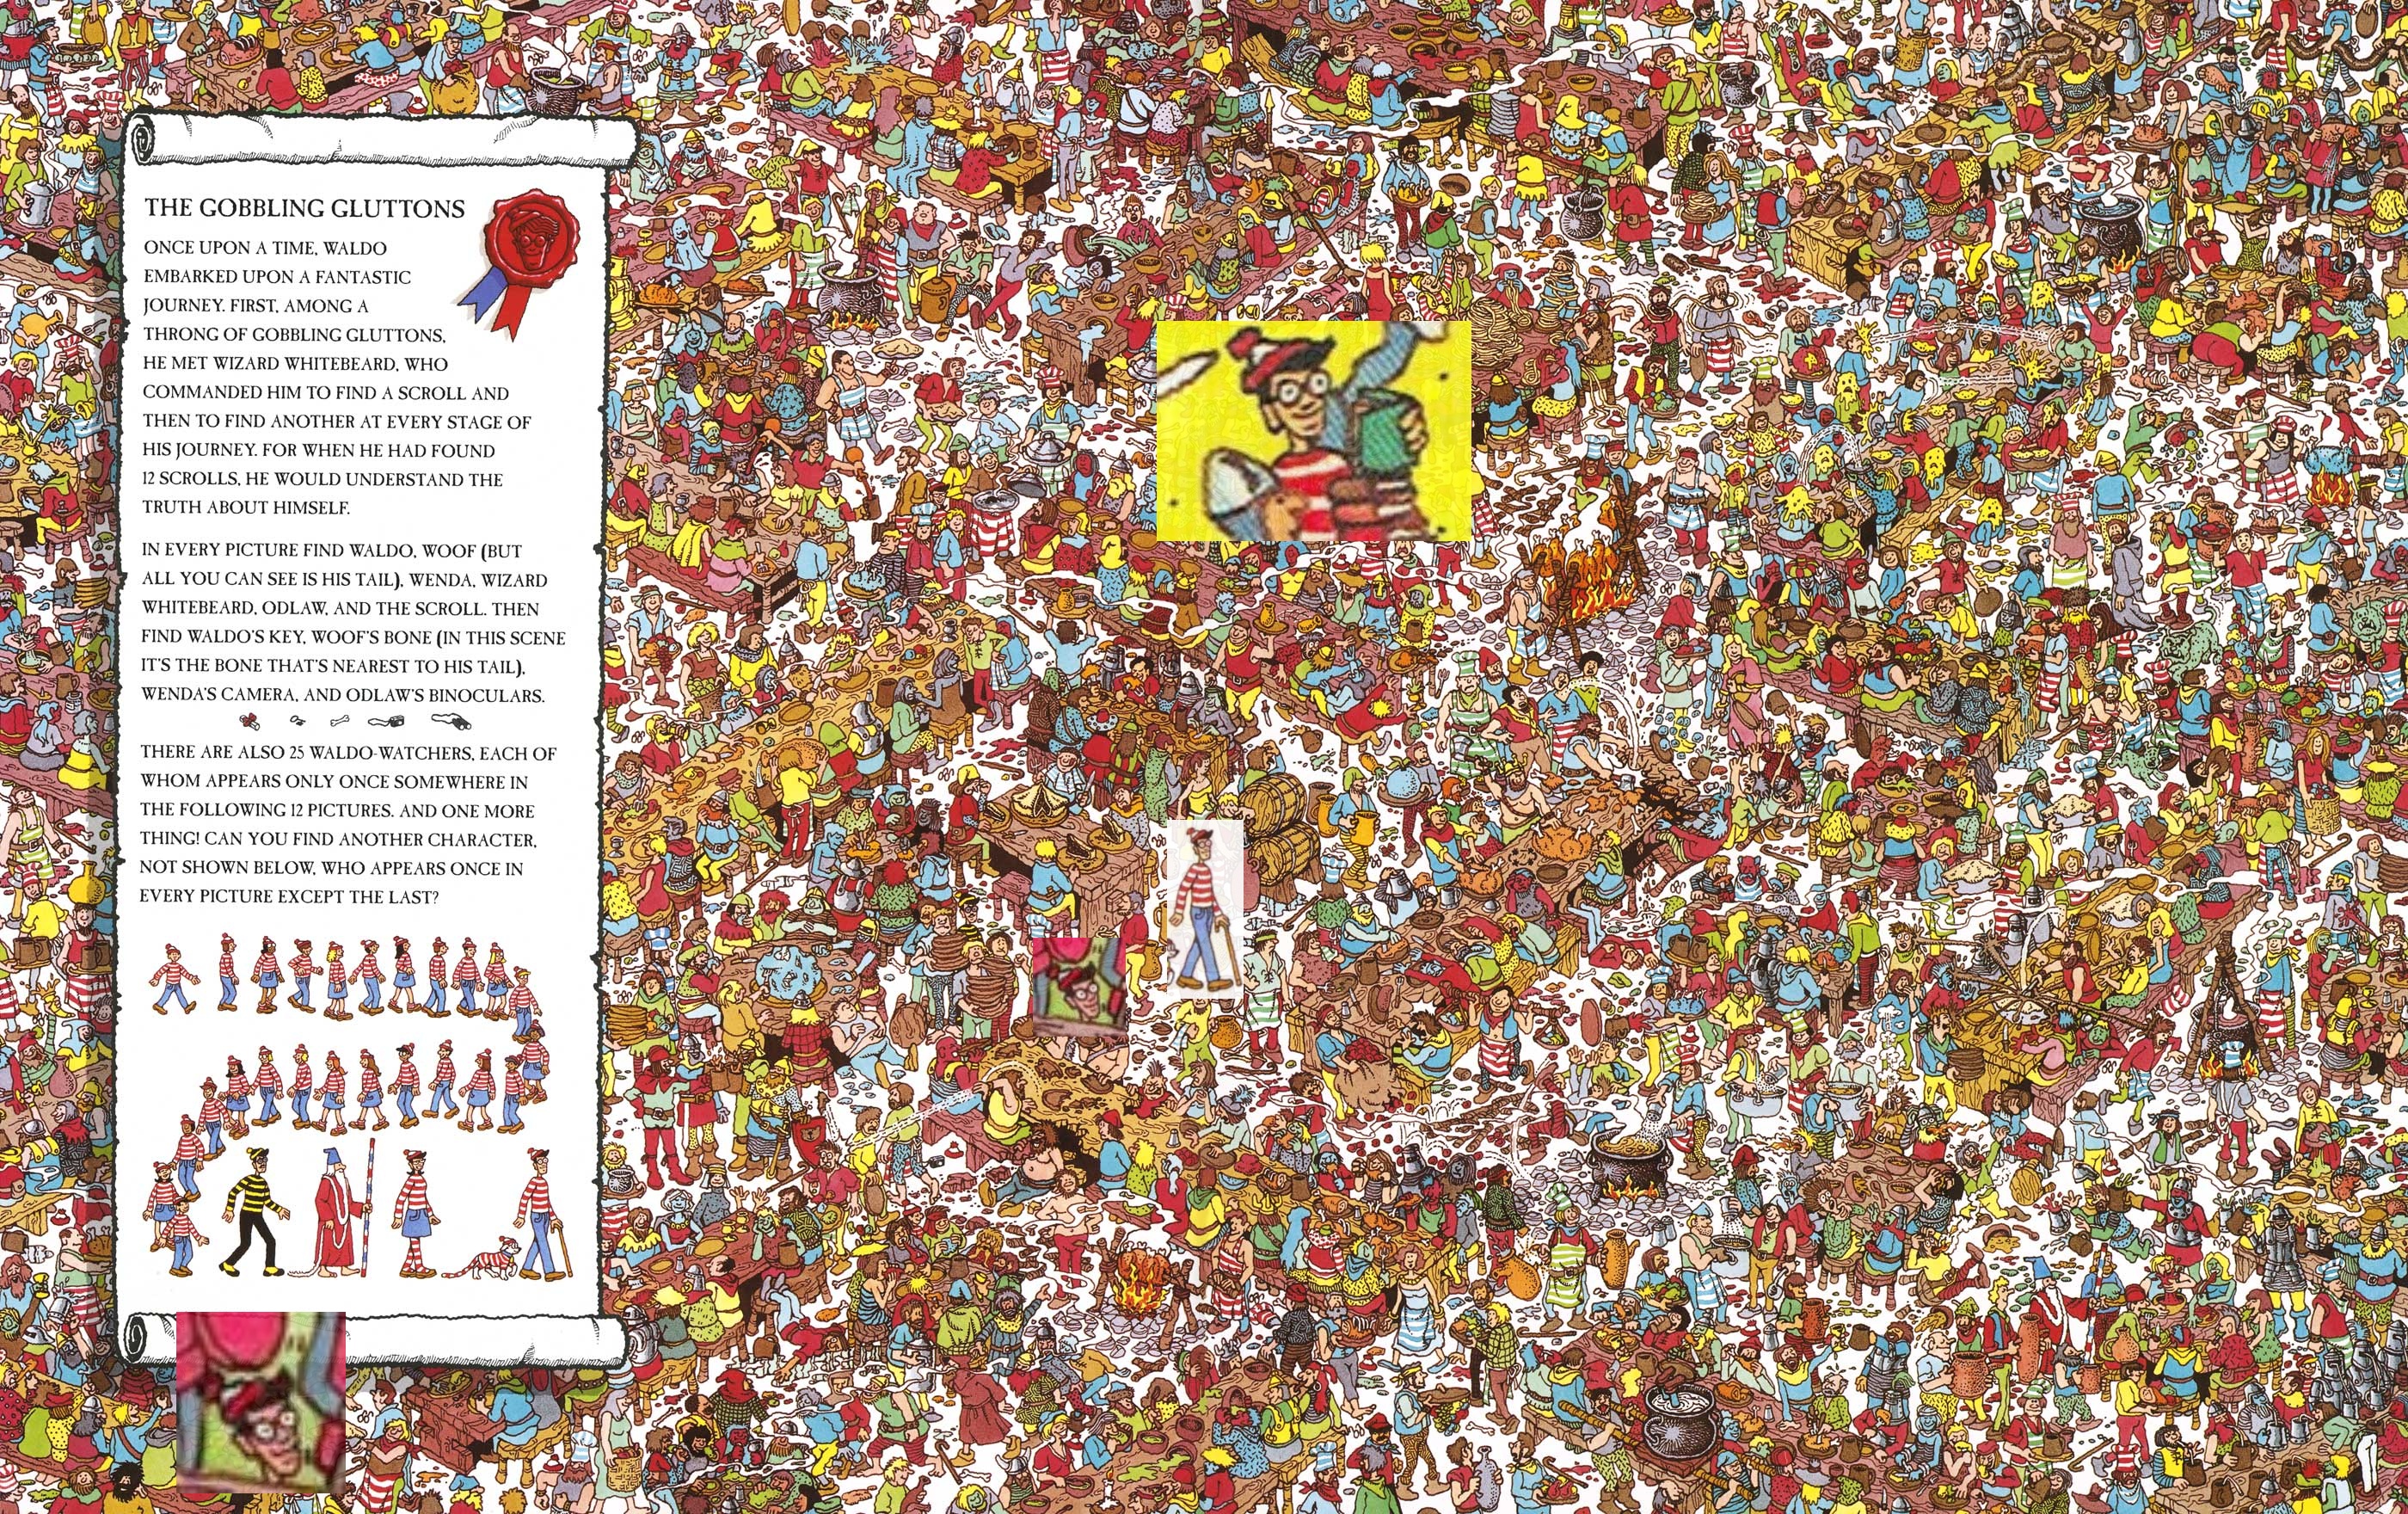 THE GOBBLING GLUTTONS
ONCE UPON A TIME, WALDO
EMBARKED UPON A FANTASTIC
JOURNEY. FIRST, AMONG A
THRONG OF GOBBLING GLUTTONS,
HE MET WIZARD WHITEBEARD, WHO
COMMANDED HIM TO FIND A SCROLL AND
THEN TO FIND ANOTHER AT EVERY STAGE OF
HIS JOURNEY. FOR WHEN HE HAD FOUND
12 SCROLLS, HE WOULD UNDERSTAND THE
TRUTH ABOUT HIMSELF.
IN EVERY PICTURE FIND WALDO, WOOF (BUT
ALL YOU CAN SEE IS HIS TAIL), WENDA, WIZARD
WHITEBEARD, ODLAW, AND THE SCROLL. THEN
FIND WALDO'S KEY, WOOF'S BONE (IN THIS SCENE
IT'S THE BONE THAT'S NEAREST TO HIS TAIL),
WENDA'S CAMERA, AND ODLAW'S BINOCULARS.
THERE ARE ALSO 25 WALDO-WATCHERS, EACH OF
WHOM APPEARS ONLY ONCE SOMEWHERE IN
THE FOLLOWING 12 PICTURES. AND ONE MORE
THING! CAN YOU FIND ANOTHER CHARACTER,
NOT SHOWN BELOW, WHO APPEARS ONCE IN
EVERY PICTURE EXCEPT THE LAST?